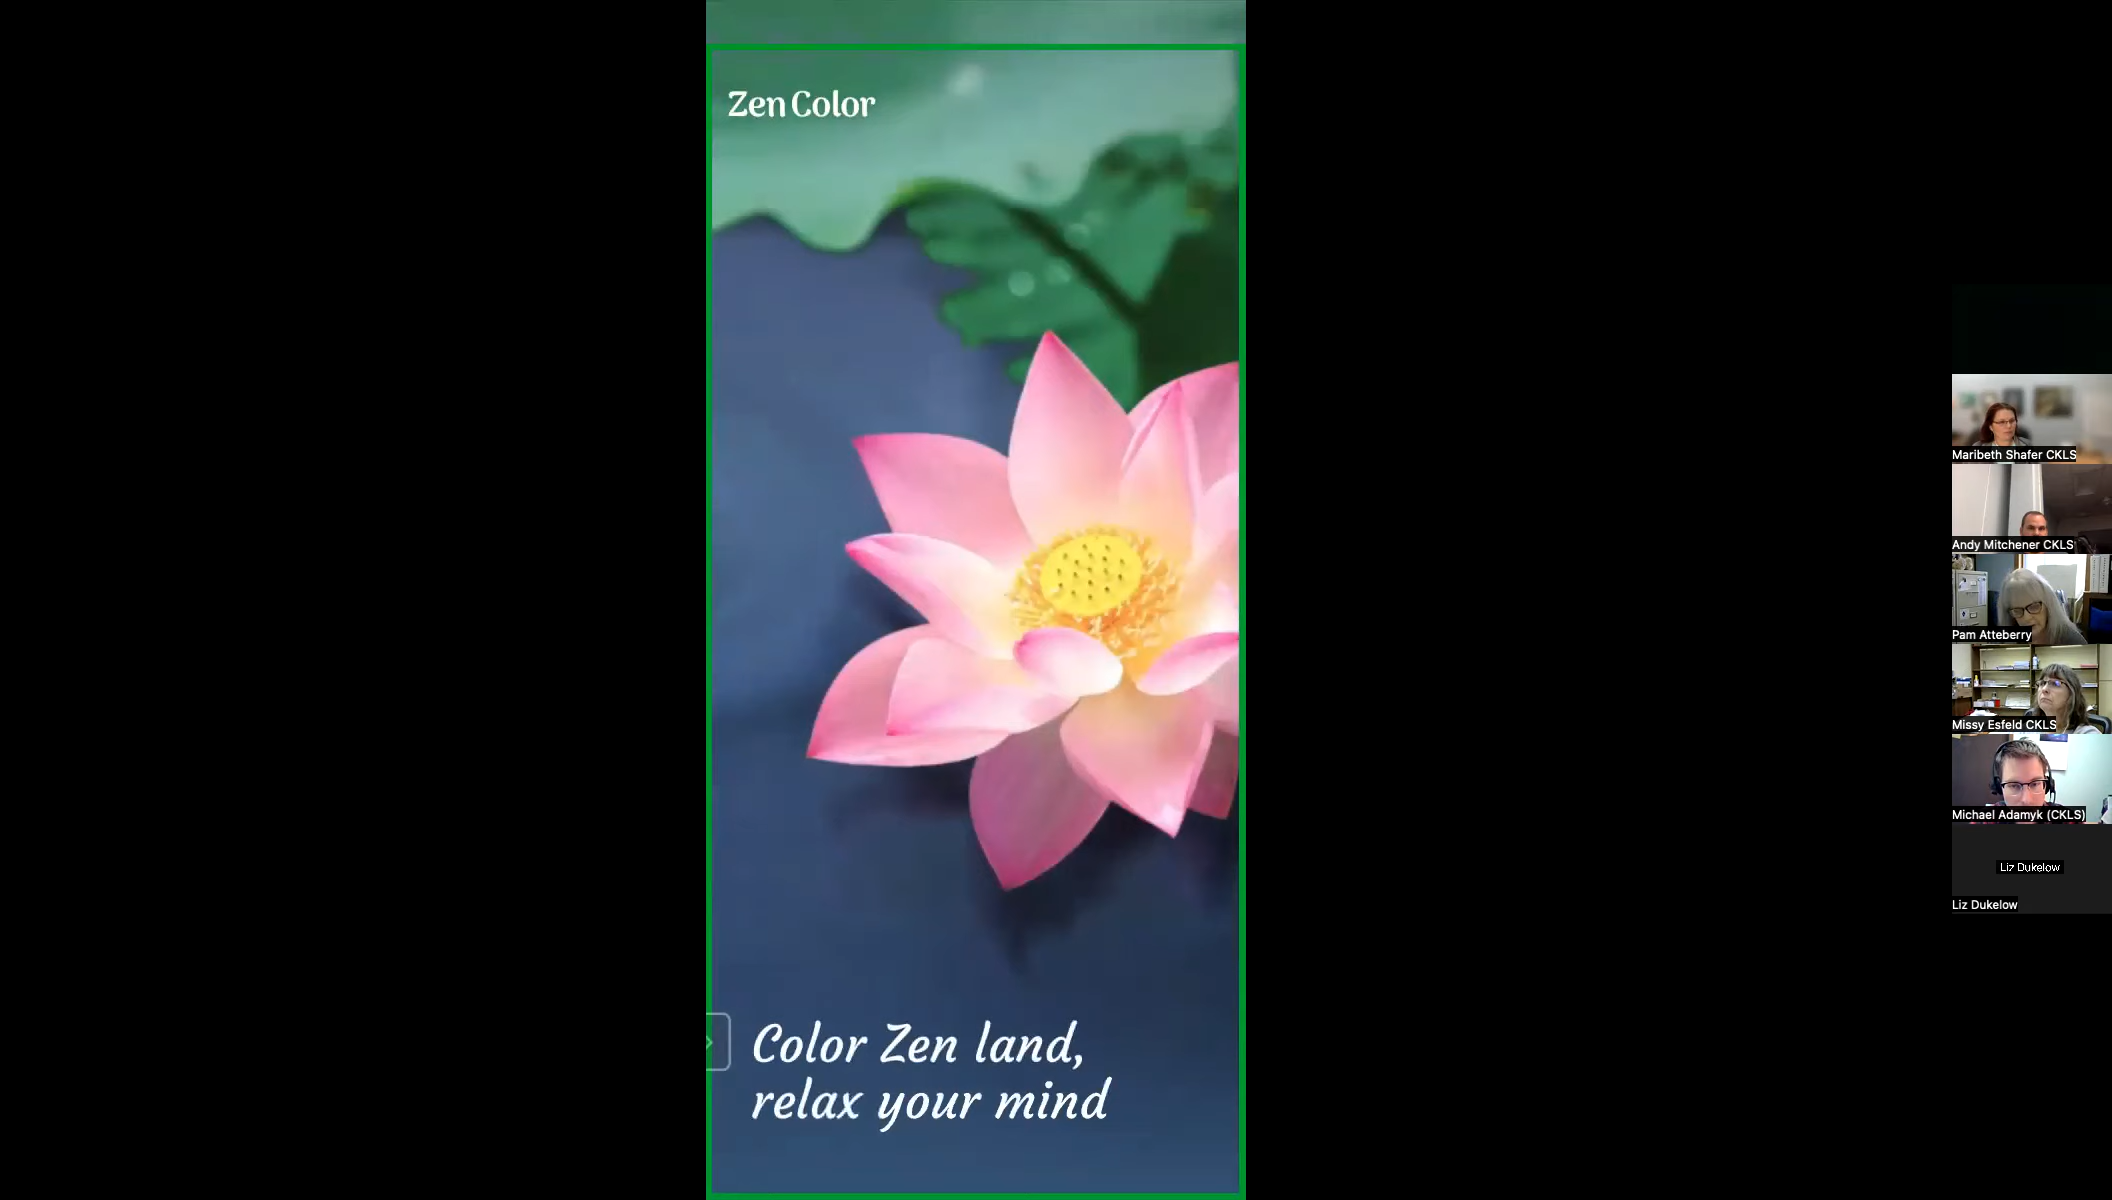 Zen Color
Color Zen land,
relax your mind
Maribeth Shafer CKLS
Andy Mitchener CKLS
Pam Atteberry
Missy Esfeld CKLS
Michael Adamyk (CKLS)
Liz Dukelow
Liz Dukelow